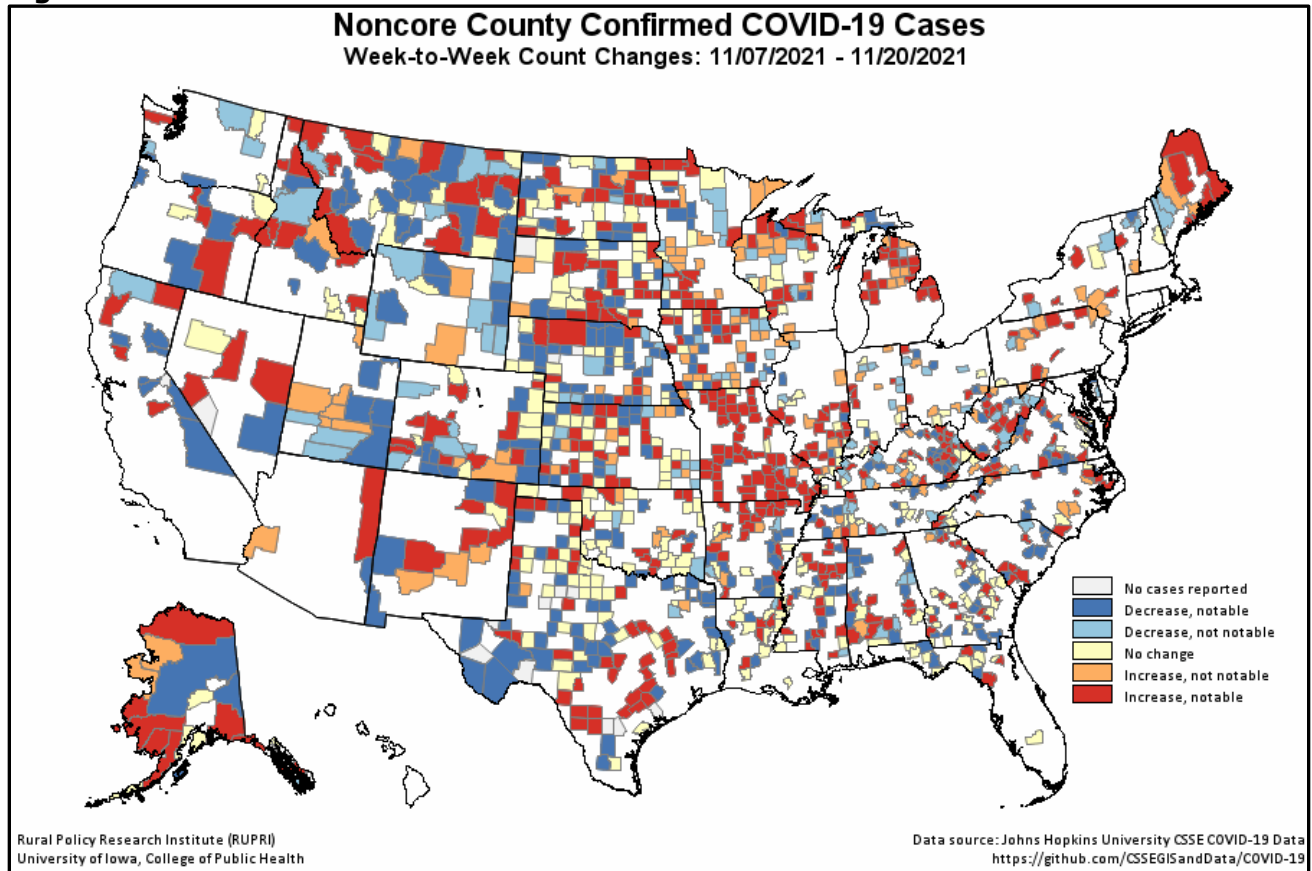 Noncore County Confirmed COVID-19 Cases
Week-to-Week Count Changes: 11/07/2021 - 11/20/2021
No cases reported
Decrease, notable
Decrease, not notable
No change
Increase, not notable
Increase, notable
Rural Policy Research Institute (RUPRI)
University of Iowa, College of Public Health
Data source: Johns Hopkins University CSSE COVID-19 Data
https://github.com/CSSEGISandData/COVID-19